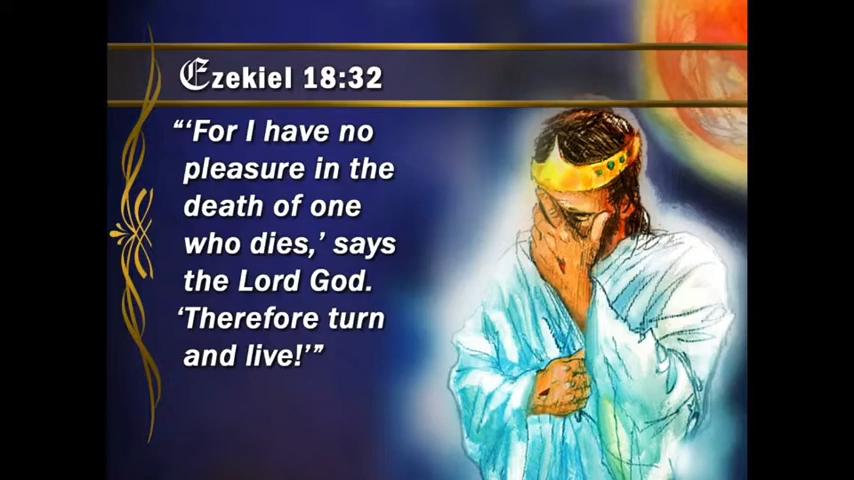 Ezekiel 18:32
“‘For I have no
pleasure in the
death of one
who dies,’ says
the Lord God.
‘Therefore turn
and live!’”